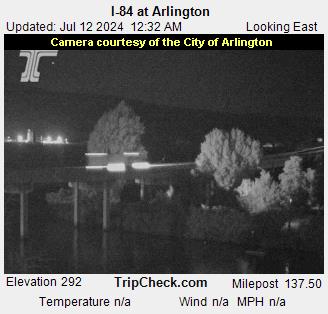 I-84 at Arlington
Updated: Jul 12 2024 12:32 AM Looking East
Camera courtesy of the City of Arlington
Elevation 292 TripCheck.com Milepost 137.50
Temperature n/a Wind n/a MPH n/a